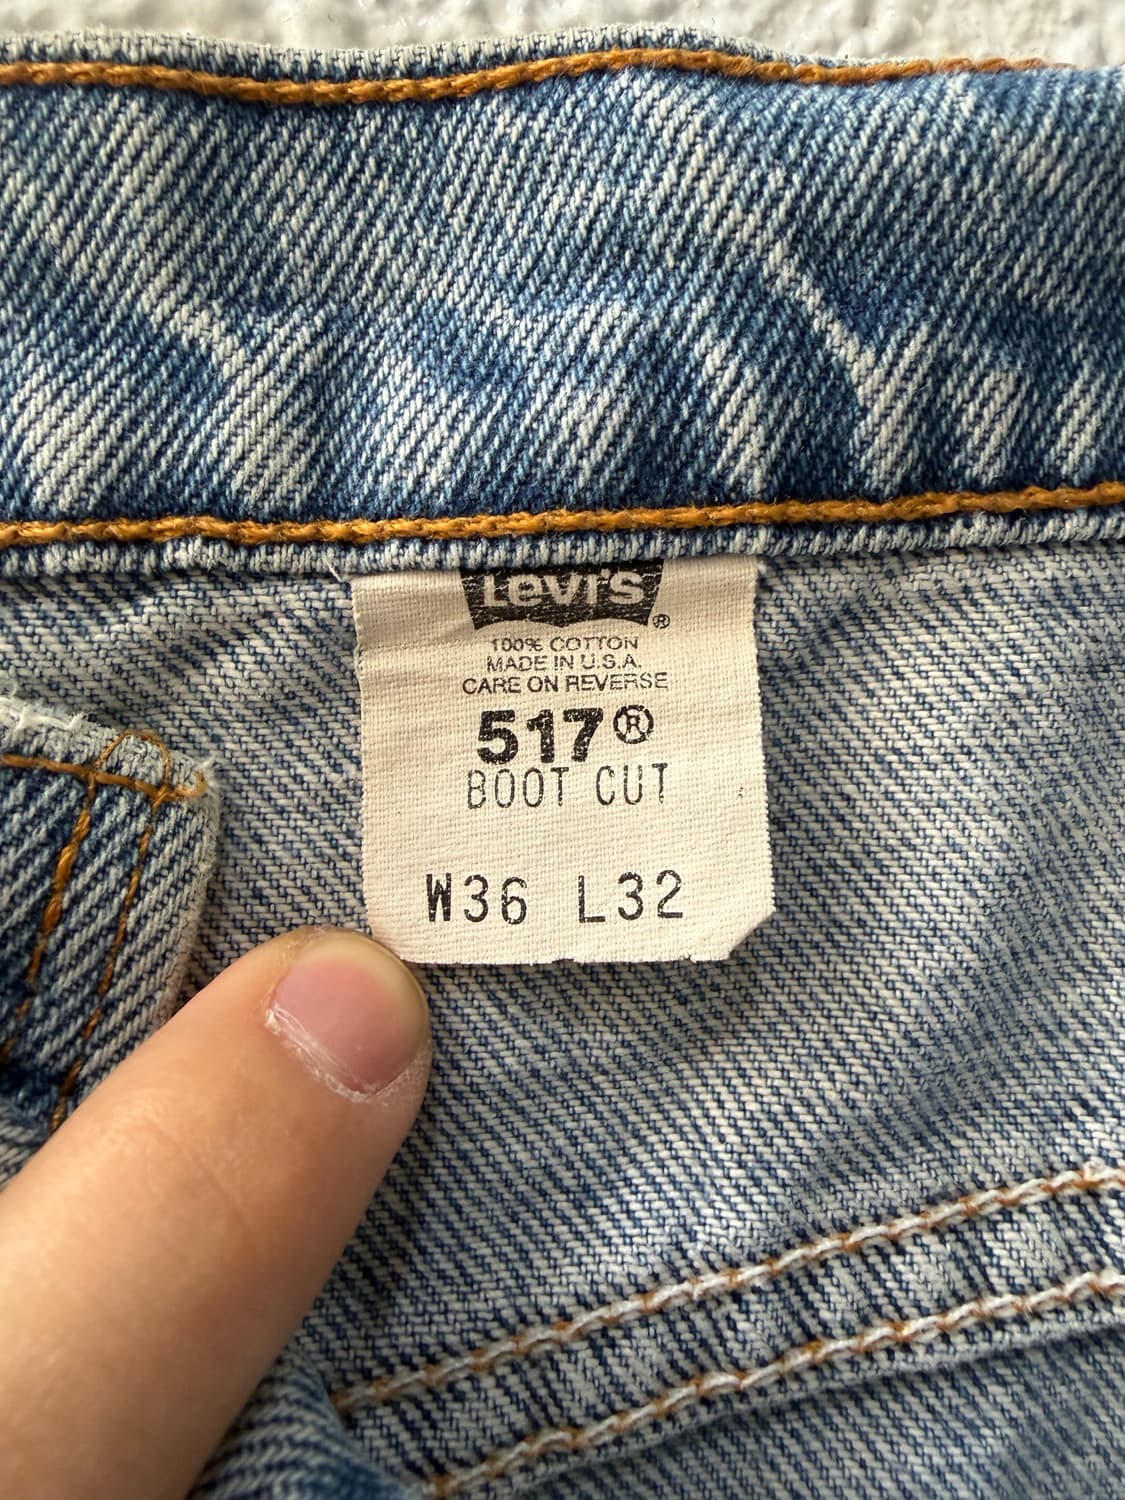 Levi's®
100% COTTON
MADE IN U.S.A.
CARE ON REVERSE
517®
BOOT CUT
W36 L32